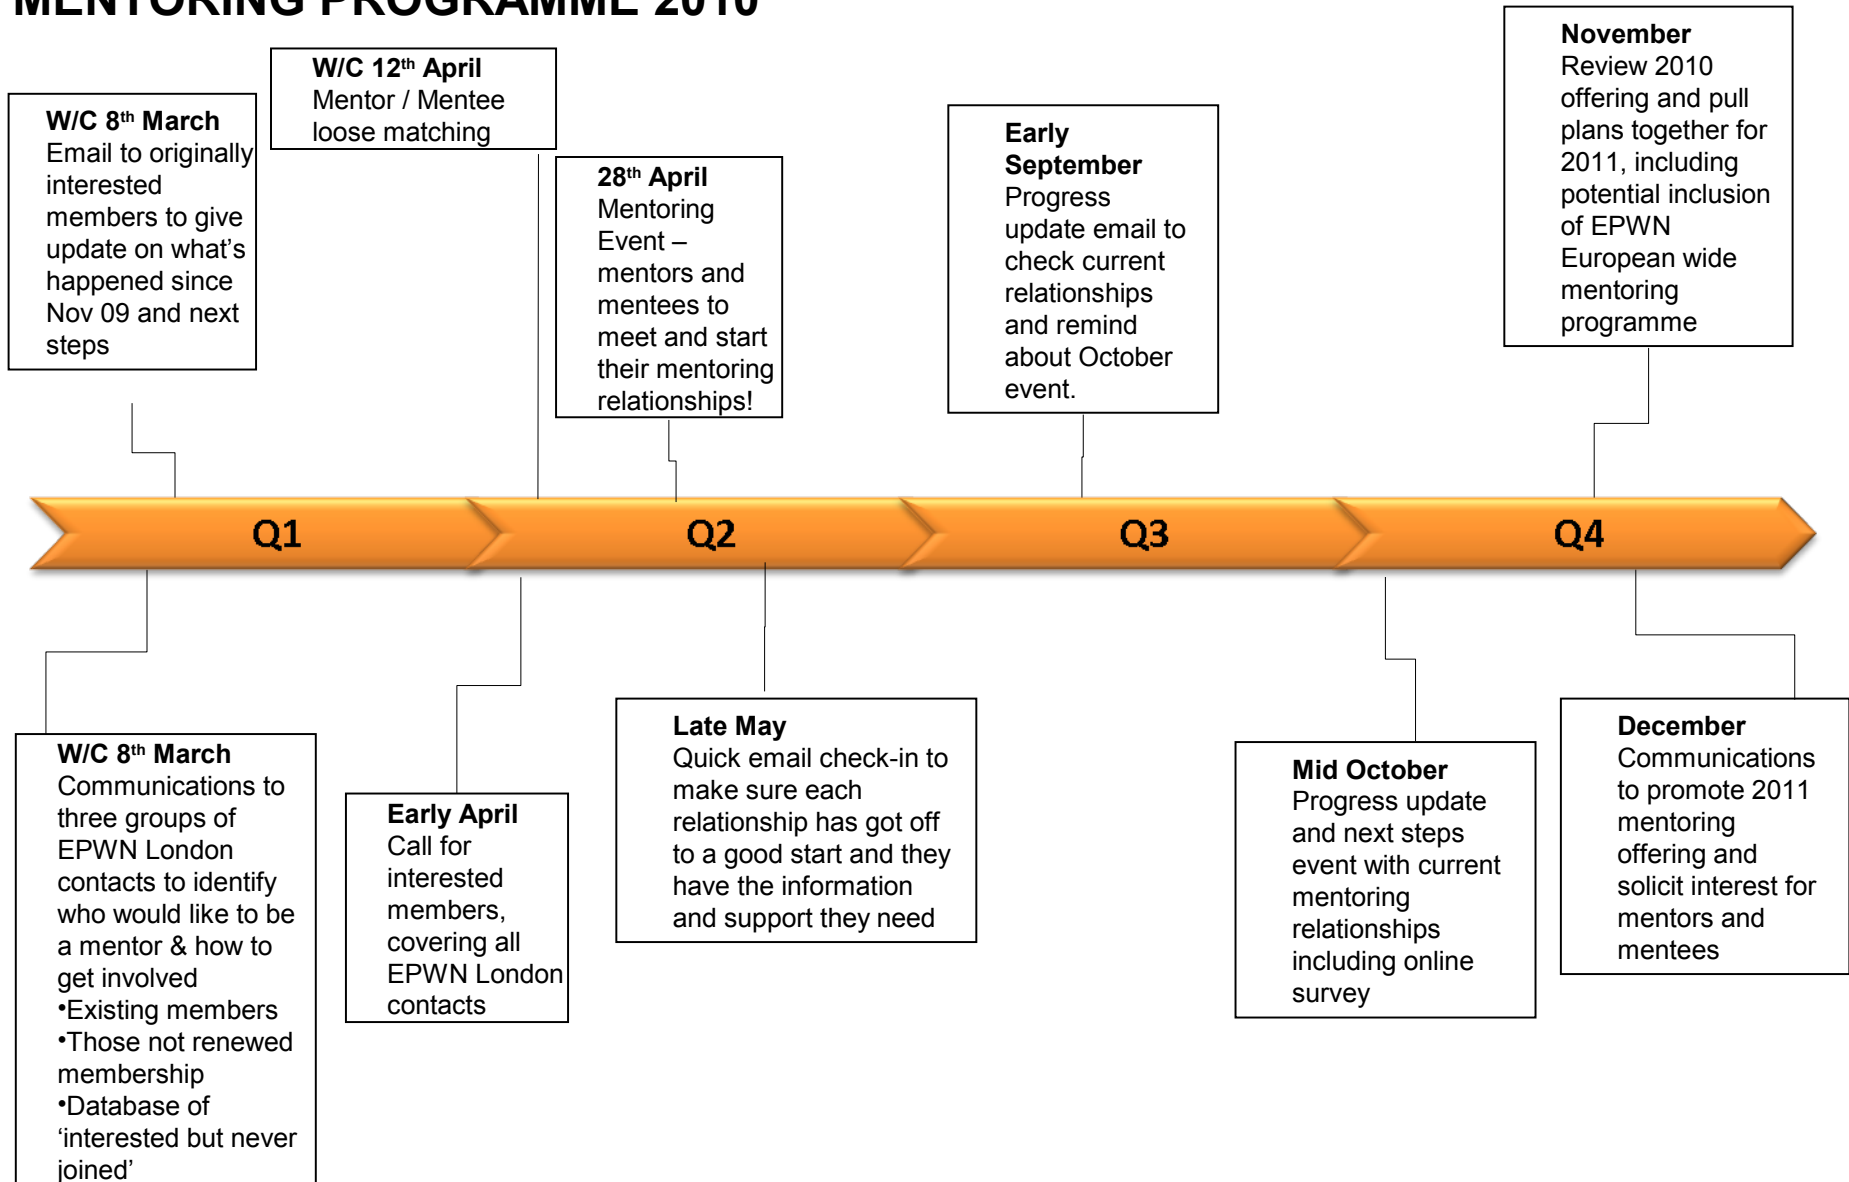 MENTORING PROGRAMME 2010
W/C 8th March
Email to originally
interested
members to give
update on what's
happened since
Nov 09 and next
steps
W/C 12th April
Mentor / Mentee
loose matching
28th April
Mentoring
Event –
mentors and
mentees to
meet and start
their mentoring
relationships!
Early
September
Progress
update email to
check current
relationships
and remind
about October
event.
November
Review 2010
offering and pull
plans together for
2011, including
potential inclusion
of EPWN
European wide
mentoring
programme
Q1
Q2
Q3
Q4
W/C 8th March
Communications to
three groups of
EPWN London
contacts to identify
who would like to be
a mentor & how to
get involved
•Existing members
•Those not renewed
membership
•Database of
‘interested but never
joined’
Early April
Call for
interested
members,
covering all
EPWN London
contacts
Late May
Quick email check-in to
make sure each
relationship has got off
to a good start and they
have the information
and support they need
Mid October
Progress update
and next steps
event with current
mentoring
relationships
including online
survey
December
Communications
to promote 2011
mentoring
offering and
solicit interest for
mentors and
mentees